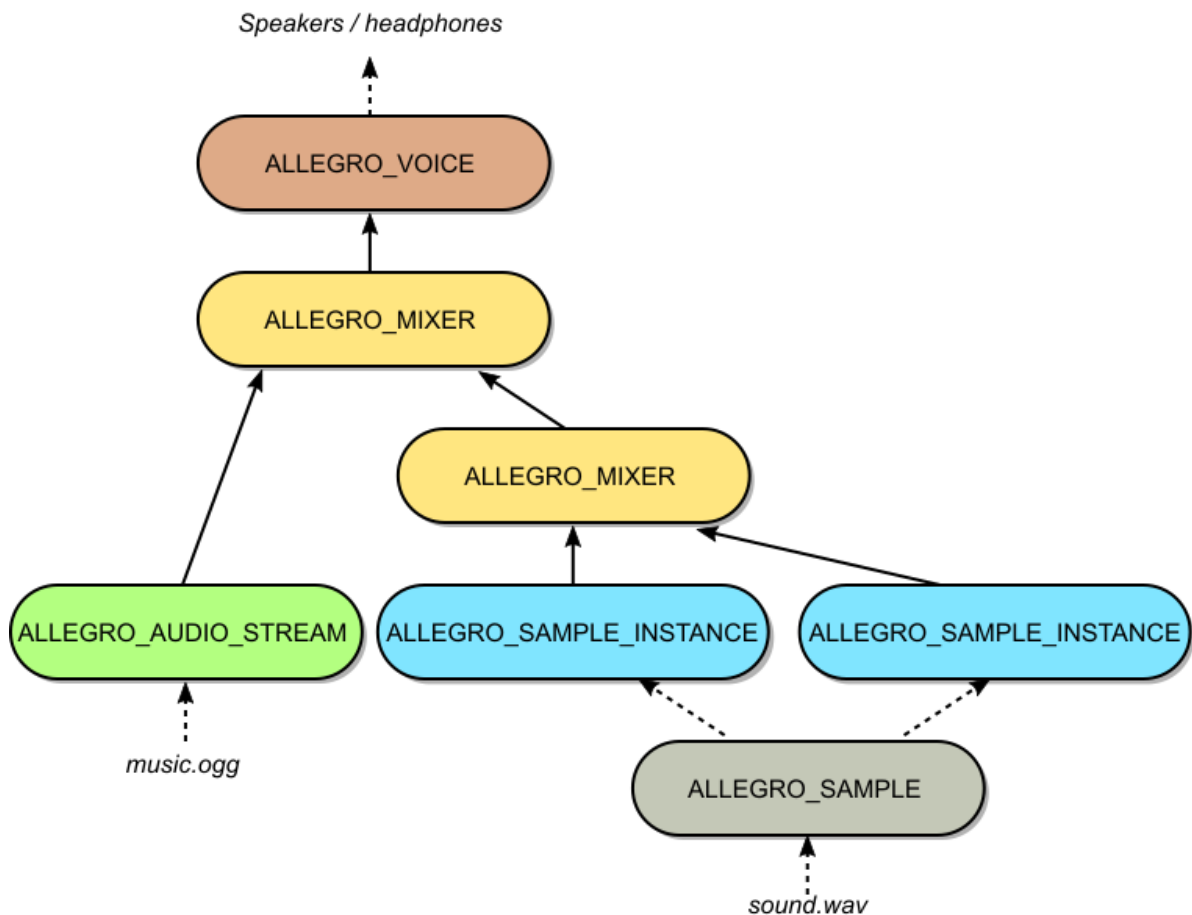 Speakers / headphones
ALLEGRO_VOICE
ALLEGRO_MIXER
ALLEGRO_MIXER
ALLEGRO_AUDIO_STREAM
ALLEGRO_SAMPLE_INSTANCE
ALLEGRO_SAMPLE_INSTANCE
music.ogg
ALLEGRO_SAMPLE
sound.wav